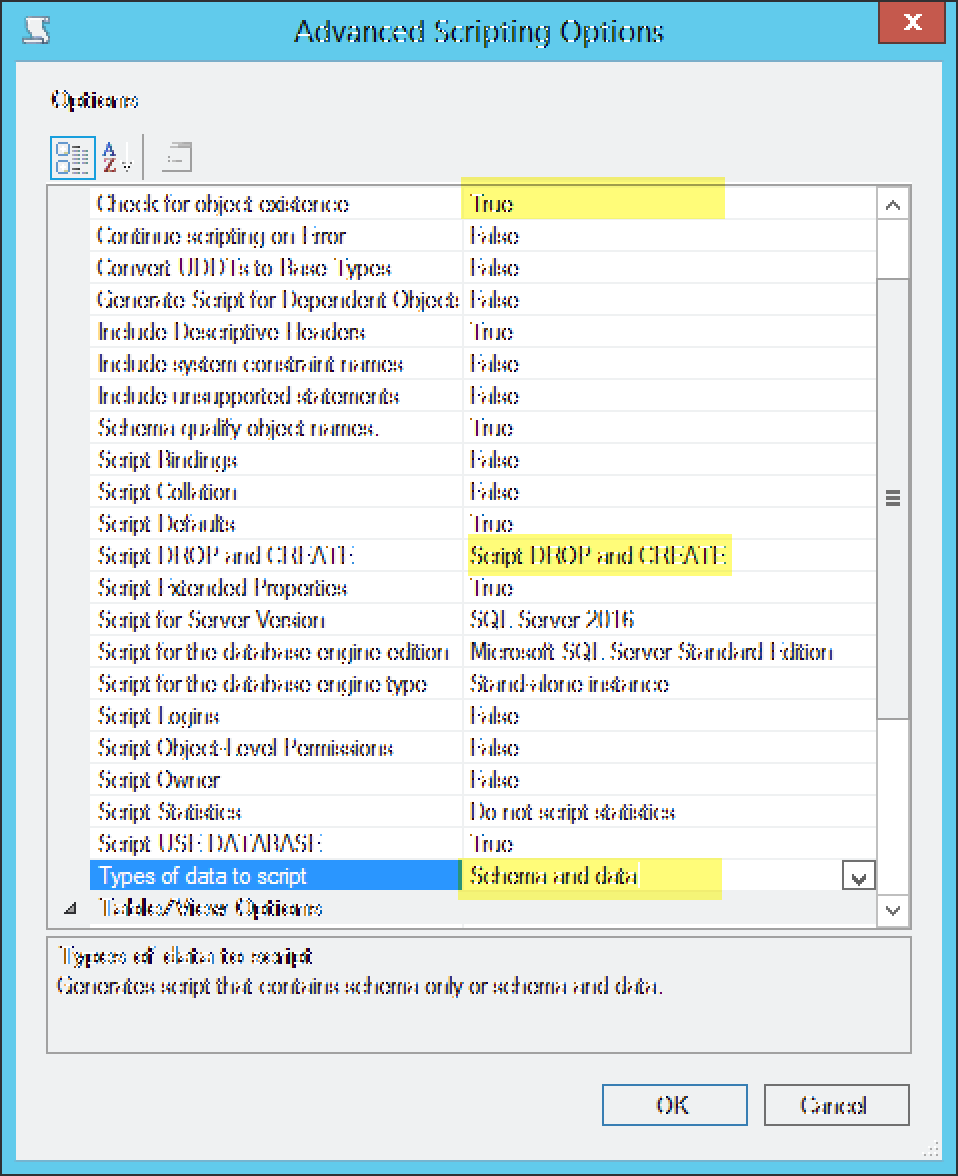 Advanced Scripting Options
Options
Check for object existence True
Continue scripting on Error False
Convert UDDTs to Base Types False
Generate Script for Dependent Objects False
Include Descriptive Headers True
Include system constraint names False
Include unsupported statements False
Schema qualify object names. True
Script Bindings False
Script Collation False
Script Defaults True
Script DROP and CREATE Script DROP and CREATE
Script Extended Properties True
Script for Server Version SQL Server 2016
Script for the database engine edition Microsoft SQL Server Standard Edition
Script for the database engine type Stand-alone instance
Script Logins False
Script Object-Level Permissions False
Script Owner False
Script Statistics Do not script statistics
Script USE DATABASE True
Types of data to script Schema and data
Table/View Options
Types of data to script
Generates script that contains schema only or schema and data.
OK Cancel